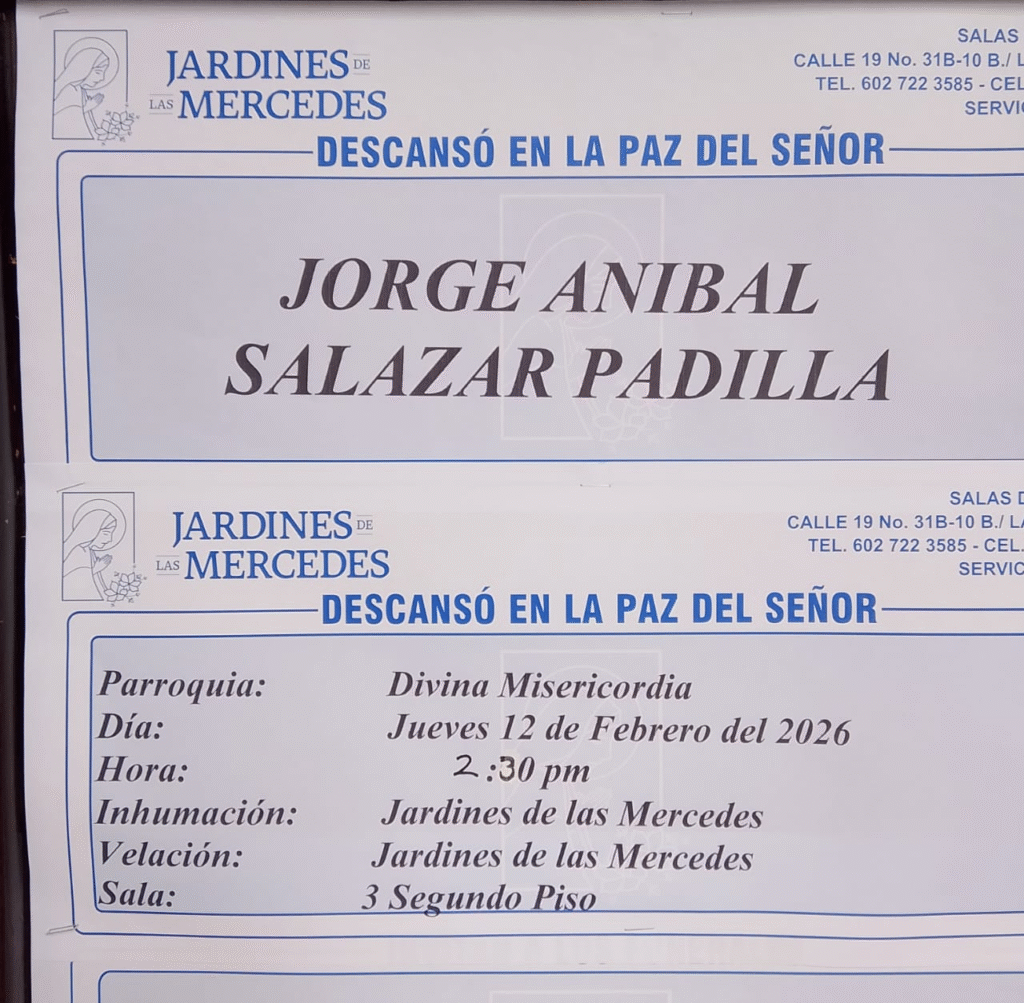 JARDINES DE
LAS MERCEDES
SALAS
CALLE 19 No. 31B-10 B./
TEL. 602 722 3585 - CEL
DESCANSÓ EN LA PAZ DEL SEÑOR
JORGE ANIBAL
SALAZAR PADILLA
JARDINES DE
LAS MERCEDES
SALAS
CALLE 19 No. 31B-10 B./
TEL. 602 722 3585 - CEL.
DESCANSÓ EN LA PAZ DEL SEÑOR
Parroquia: Divina Misericordia
Día: Jueves 12 de Febrero del 2026
Hora: 2:30 pm
Inhumación: Jardines de las Mercedes
Velación: Jardines de las Mercedes
Sala: 3 Segundo Piso